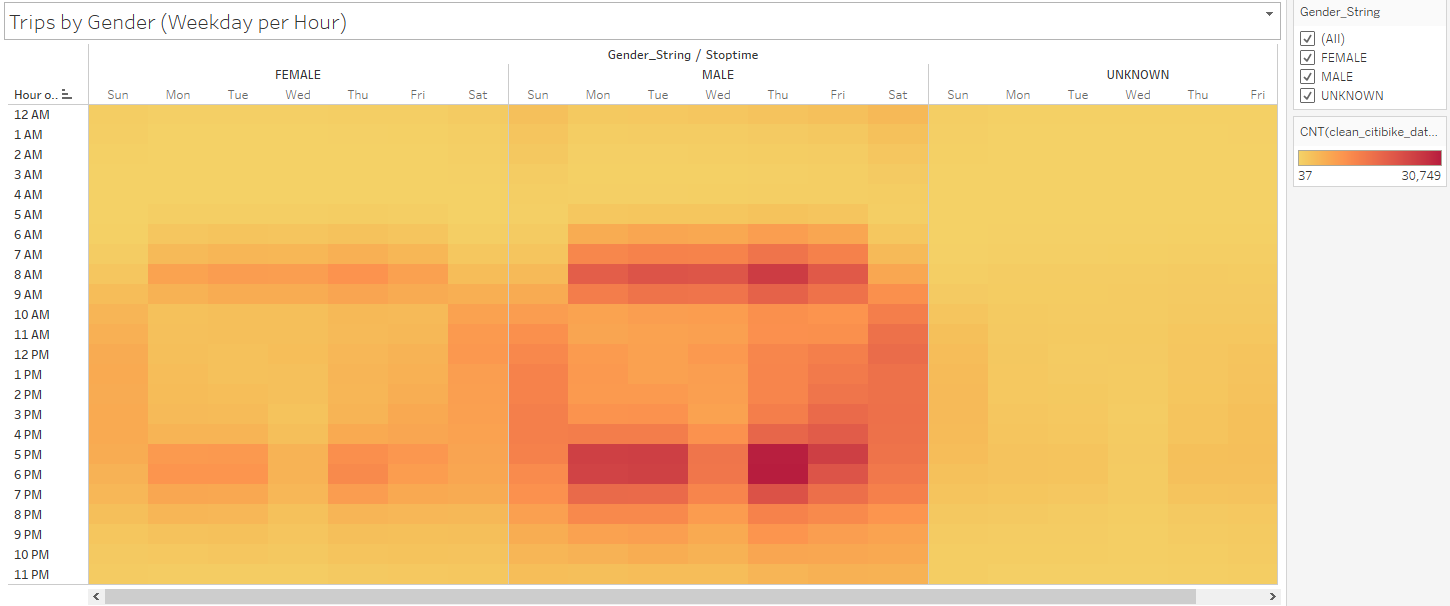 Trips by Gender (Weekday per Hour)
Gender_String / Stoptime
FEMALE MALE UNKNOWN
Hour o.. Sun Mon Tue Wed Thu Fri Sat Sun Mon Tue Wed Thu Fri Sat Sun Mon Tue Wed Thu Fri
12 AM
1 AM
2 AM
3 AM
4 AM
5 AM
6 AM
7 AM
8 AM
9 AM
10 AM
11 AM
12 PM
1 PM
2 PM
3 PM
4 PM
5 PM
6 PM
7 PM
8 PM
9 PM
10 PM
11 PM
Gender_String
(All)
FEMALE
MALE
UNKNOWN
CNT(clean_citibike_dat...
37 30,749